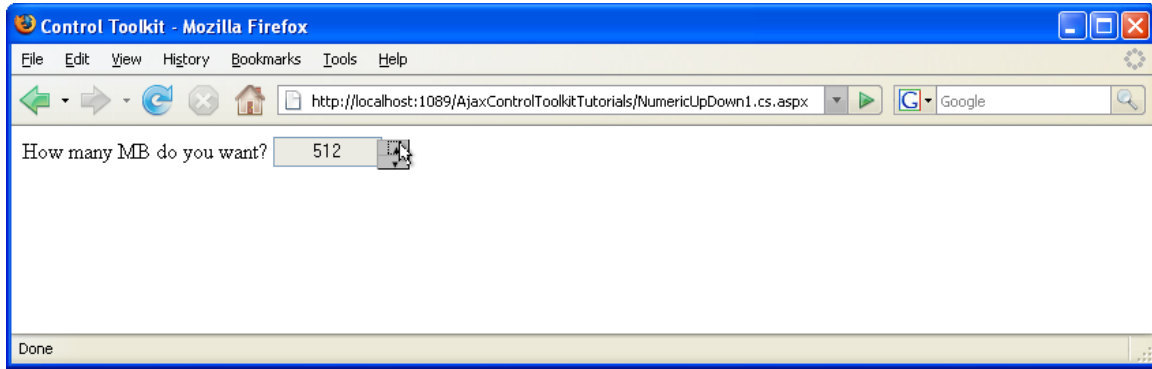 Control Toolkit - Mozilla Firefox
File Edit View History Bookmarks Tools Help
http://localhost:1089/AjaxControlToolkitTutorials/NumericUpDown1.cs.aspx G Google
How many MB do you want? 512
Done